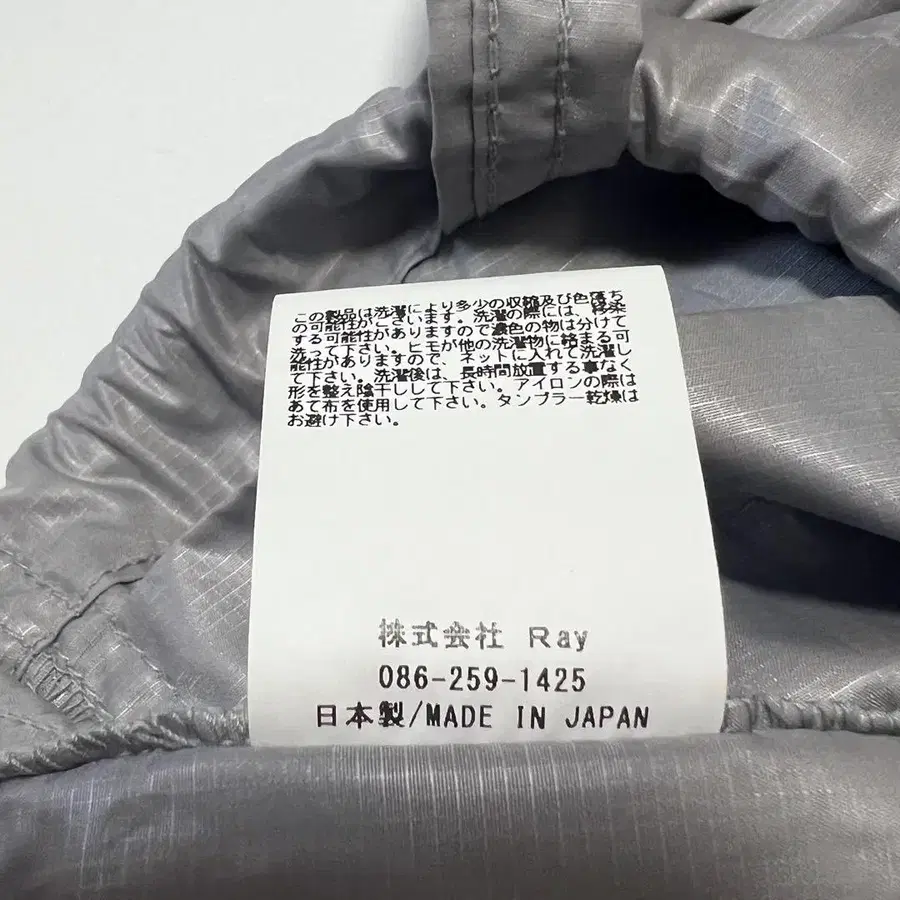 この製品は洗濯により多少の収縮及び色落ち
の可能性がございます。洗濯の際には、移染
する可能性がありますので濃色の物は分けて
洗って下さい。ヒモが他の洗濯物に絡まる可
能性がありますので、ネットに入れて洗濯し
て下さい。洗濯後は、長時間放置する事なく
形を整え陰干しして下さい。アイロンの際は
あて布を使用して下さい。タンブラー乾燥は
お避け下さい。
株式会社 Ray
086-259-1425
日本製/MADE IN JAPAN